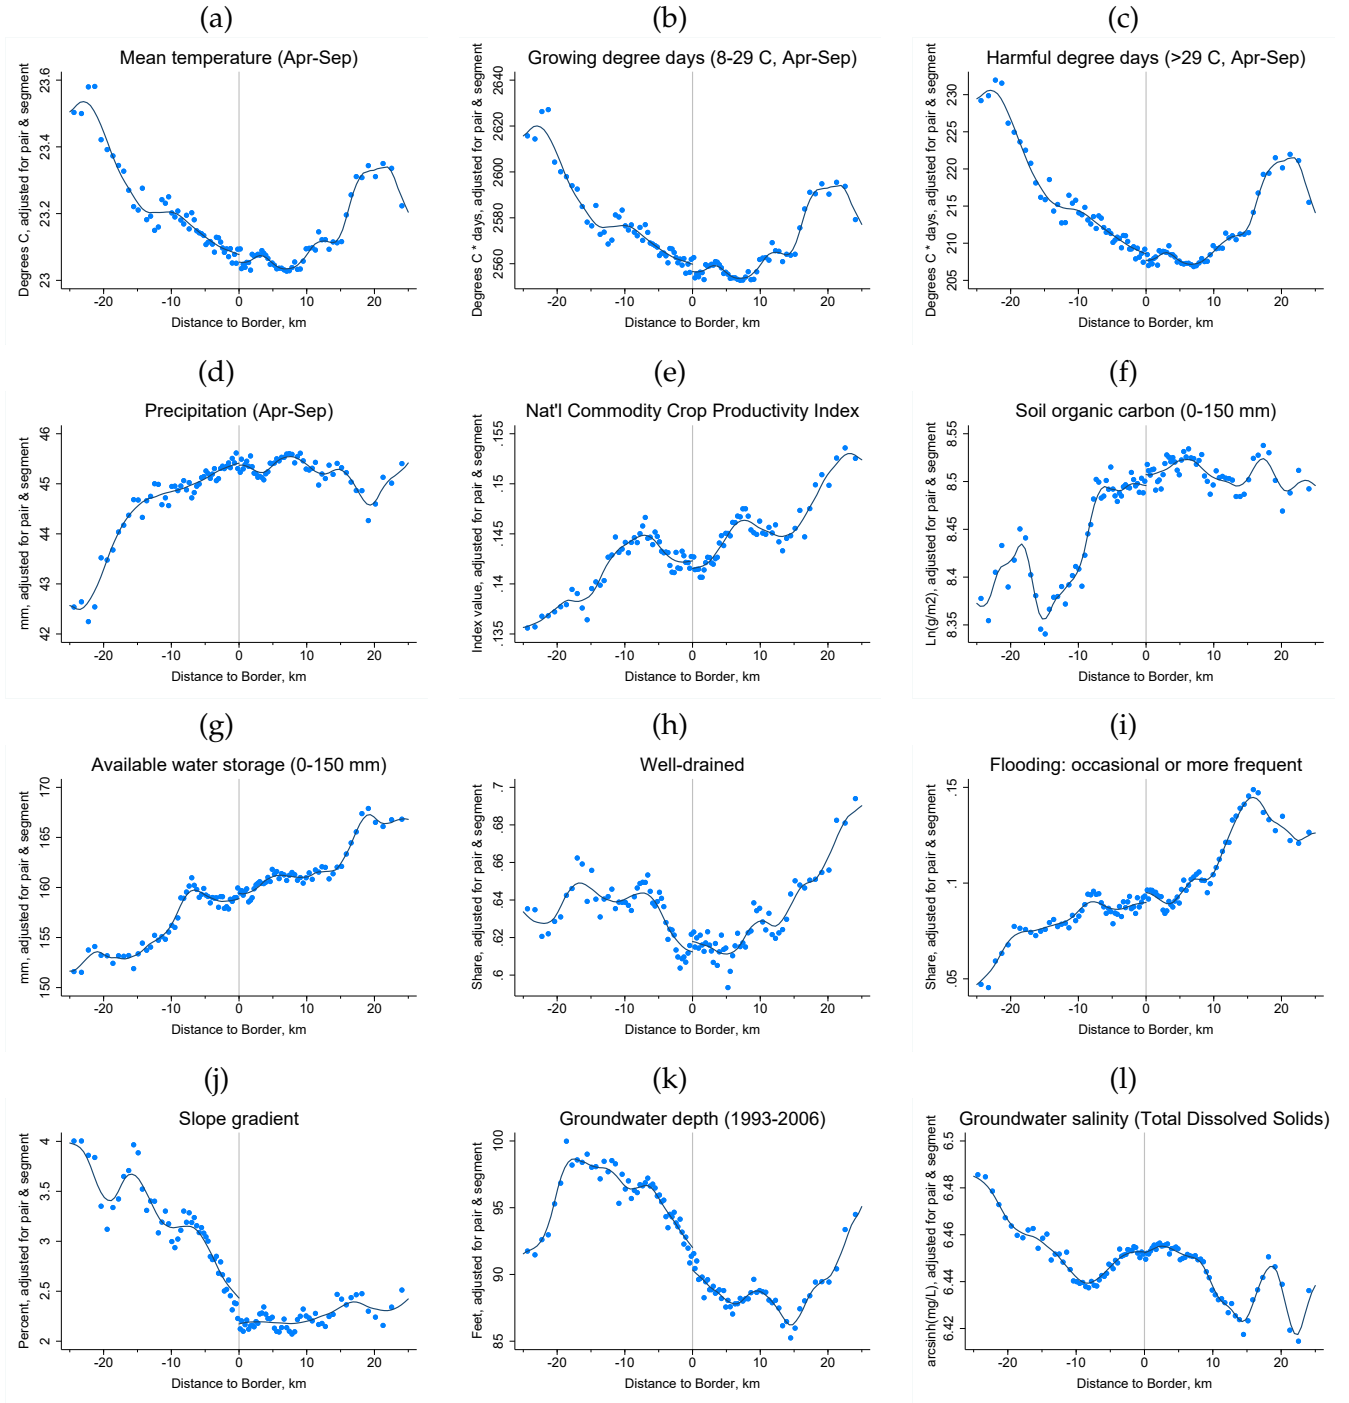 (a)
Mean temperature (Apr-Sep)
Degrees C, adjusted for pair & segment
23.6
23.4
23.2
23
-20 -10 0 10 20
Distance to Border, km
(b)
Growing degree days (8-29 C, Apr-Sep)
Degrees C * days, adjusted for pair & segment
2640
2620
2600
2580
2560
-20 -10 0 10 20
Distance to Border, km
(c)
Harmful degree days (>29 C, Apr-Sep)
Degrees C * days, adjusted for pair & segment
230
225
220
215
210
205
-20 -10 0 10 20
Distance to Border, km
(d)
Precipitation (Apr-Sep)
mm, adjusted for pair & segment
46
45
44
43
42
-20 -10 0 10 20
Distance to Border, km
(e)
Nat'l Commodity Crop Productivity Index
Index value, adjusted for pair & segment
.155
.15
.145
.14
.135
-20 -10 0 10 20
Distance to Border, km
(f)
Soil organic carbon (0-150 mm)
Ln(g/m2), adjusted for pair & segment
8.55
8.5
8.45
8.4
8.35
-20 -10 0 10 20
Distance to Border, km
(g)
Available water storage (0-150 mm)
mm, adjusted for pair & segment
170
165
160
155
150
-20 -10 0 10 20
Distance to Border, km
(h)
Well-drained
Share, adjusted for pair & segment
.7
.68
.66
.64
.62
.6
-20 -10 0 10 20
Distance to Border, km
(i)
Flooding: occasional or more frequent
Share, adjusted for pair & segment
.15
.1
.05
-20 -10 0 10 20
Distance to Border, km
(j)
Slope gradient
Percent, adjusted for pair & segment
4
3.5
3
2.5
2
-20 -10 0 10 20
Distance to Border, km
(k)
Groundwater depth (1993-2006)
Feet, adjusted for pair & segment
100
95
90
85
-20 -10 0 10 20
Distance to Border, km
(l)
Groundwater salinity (Total Dissolved Solids)
arcsinh(mg/L), adjusted for pair & segment
6.5
6.48
6.46
6.44
6.42
-20 -10 0 10 20
Distance to Border, km